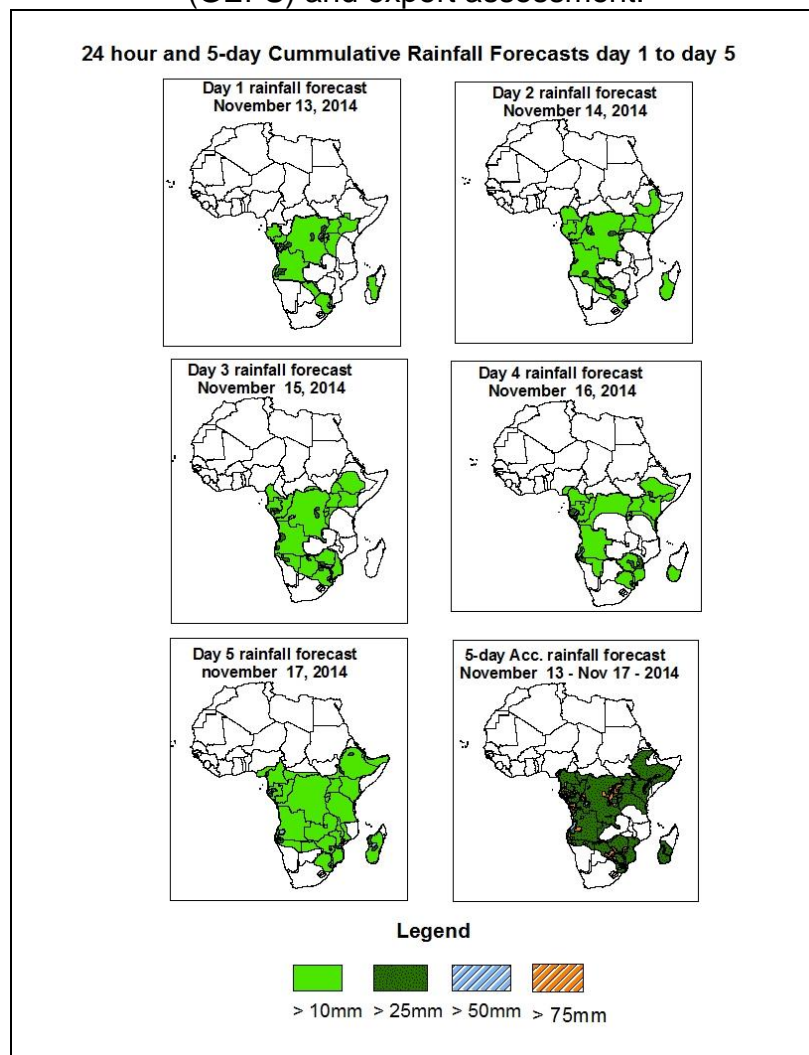 (GEFS) and expert assessment.
24 hour and 5-day Cummulative Rainfall Forecasts day 1 to day 5
Day 1 rainfall forecast
November 13, 2014
Day 2 rainfall forecast
November 14, 2014
Day 3 rainfall forecast
November 15, 2014
Day 4 rainfall forecast
November 16, 2014
Day 5 rainfall forecast
november 17, 2014
5-day Acc. rainfall forecast
November 13 - Nov 17 - 2014
Legend
> 10mm > 25mm > 50mm > 75mm